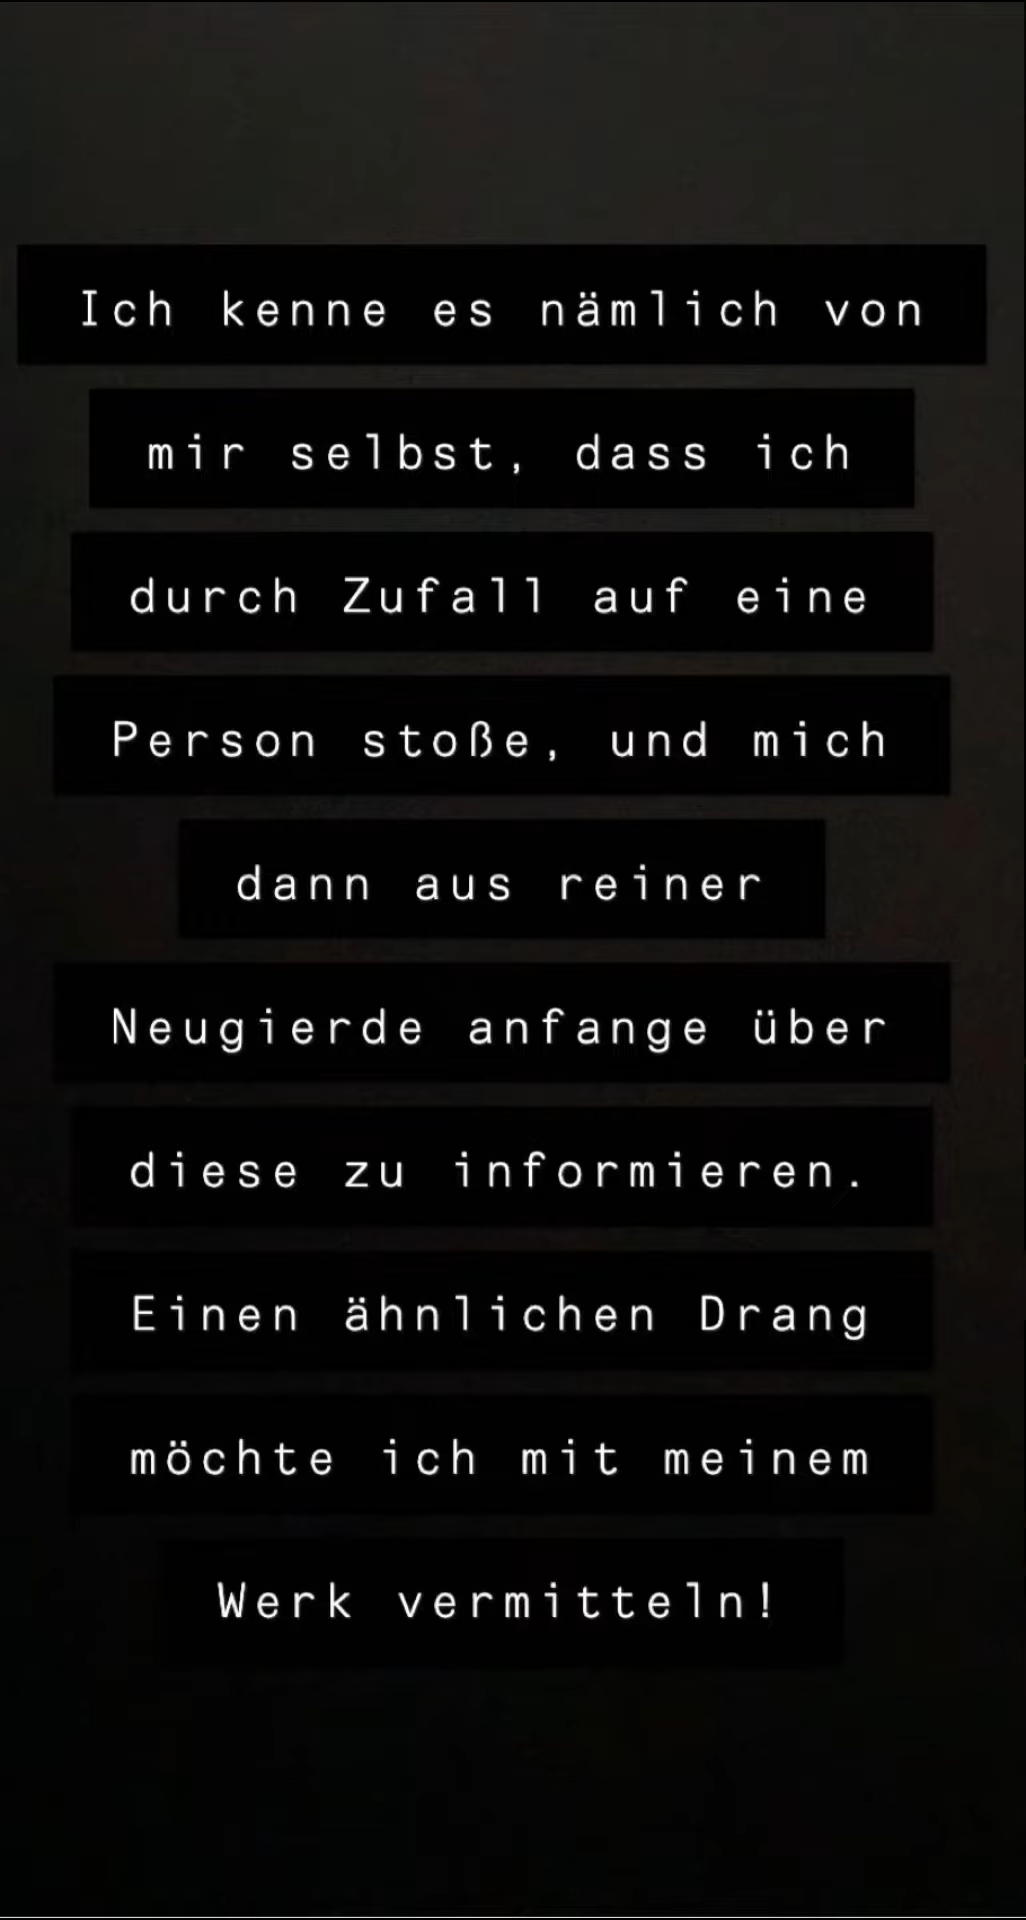 Ich kenne es nämlich von
mir selbst, dass ich
durch Zufall auf eine
Person stoße, und mich
dann aus reiner
Neugierde anfange über
diese zu informieren.
Einen ähnlichen Drang
möchte ich mit meinem
Werk vermitteln!